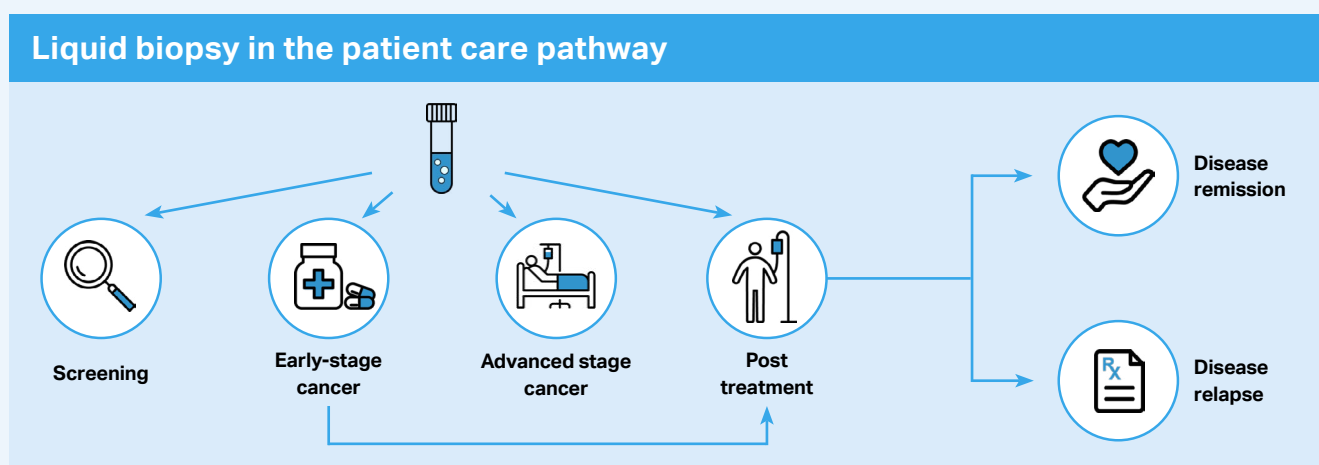 Liquid biopsy in the patient care pathway
Disease
remission
Screening
Early-stage
cancer
Advanced stage
cancer
Post
treatment
Rx
Disease
relapse